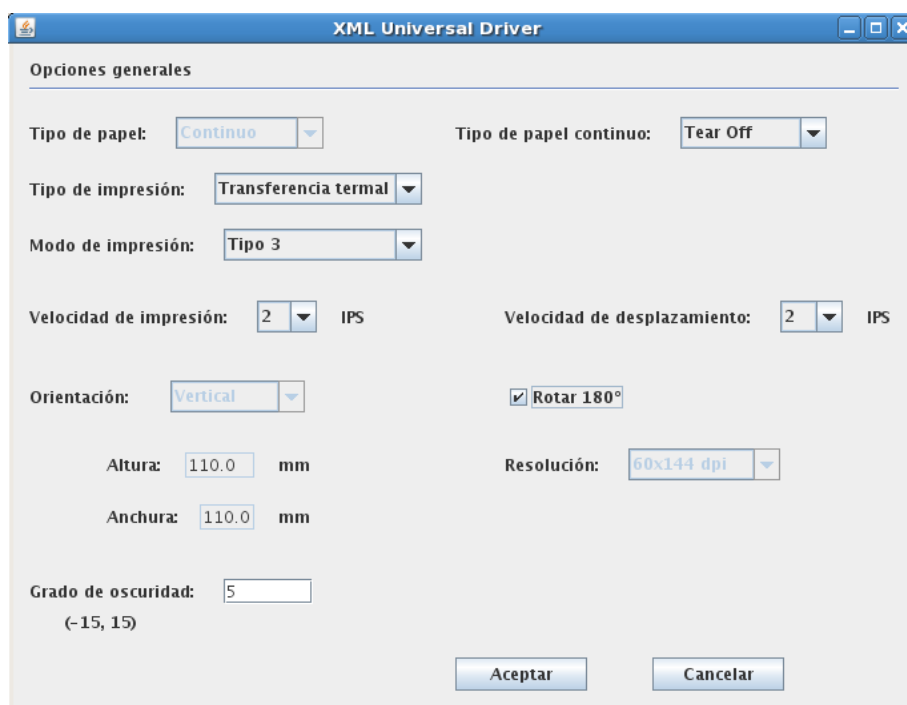 XML Universal Driver
Opciones generales
Tipo de papel: Continuo Tipo de papel continuo: Tear Off
Tipo de impresión: Transferencia termal
Modo de impresión: Tipo 3
Velocidad de impresión: 2 IPS Velocidad de desplazamiento: 2 IPS
Orientación: Vertical Rotar 180°
Altura: 110.0 mm Resolución: 60x144 dpi
Anchura: 110.0 mm
Grado de oscuridad: 5
(-15, 15)
Aceptar Cancelar